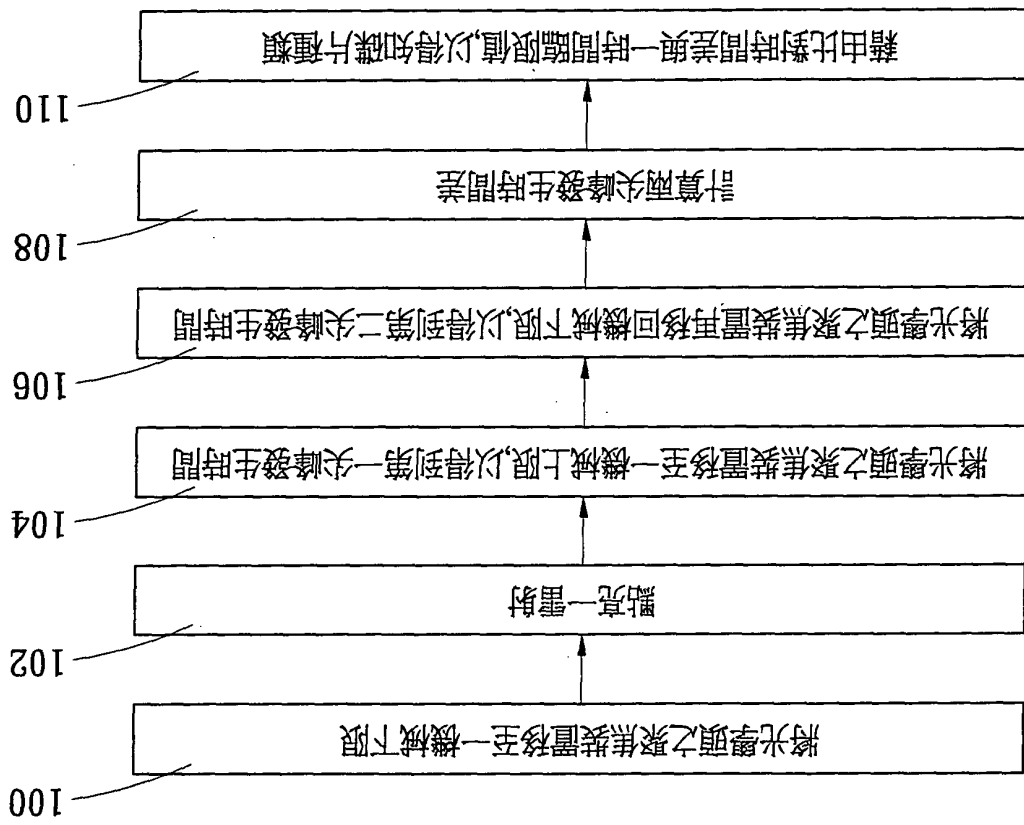 將光學頭之聚焦裝置移至一機械下限
100
點亮一雷射
102
將光學頭之聚焦裝置移至一機械上限,以得到第一尖峰發生時間
104
將光學頭之聚焦裝置再移回機械下限,以得到第二尖峰發生時間
106
計算兩尖峰發生時間差
108
藉由比對時間差與一時間臨限值,以得知碟片種類
110